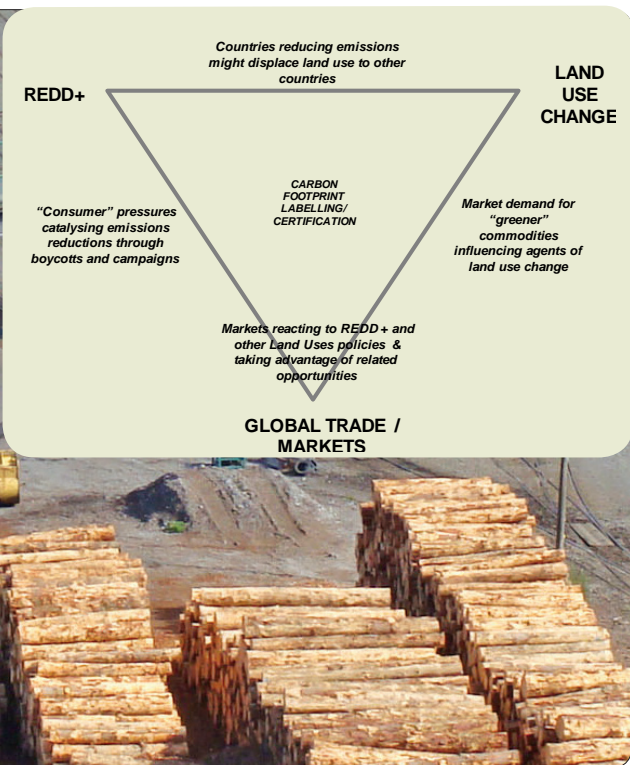 Countries reducing emissions
might displace land use to other
countries
REDD+
LAND
USE
CHANGE
CARBON
FOOTPRINT
LABELLING/
CERTIFICATION
“Consumer” pressures
catalysing emissions
reductions through
boycotts and campaigns
Market demand for
“greener”
commodities
influencing agents of
land use change
Markets reacting to REDD+ and
other Land Uses policies &
taking advantage of related
opportunities
GLOBAL TRADE /
MARKETS